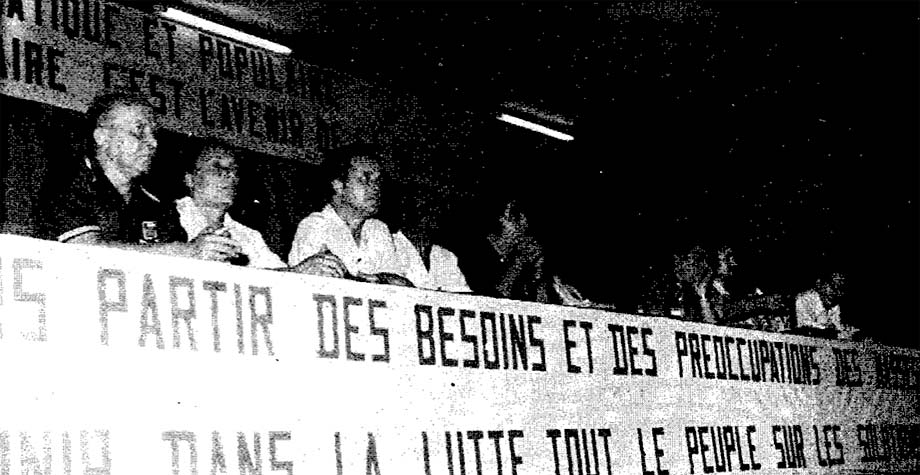 ATIQUE ET POPULAIRE
AIRE C'EST L'AVENIR
PARTIR DES BESOINS ET DES PREOCCUPATIONS DES
DANS LA LUTTE TOUT LE PEUPLE SUR LES